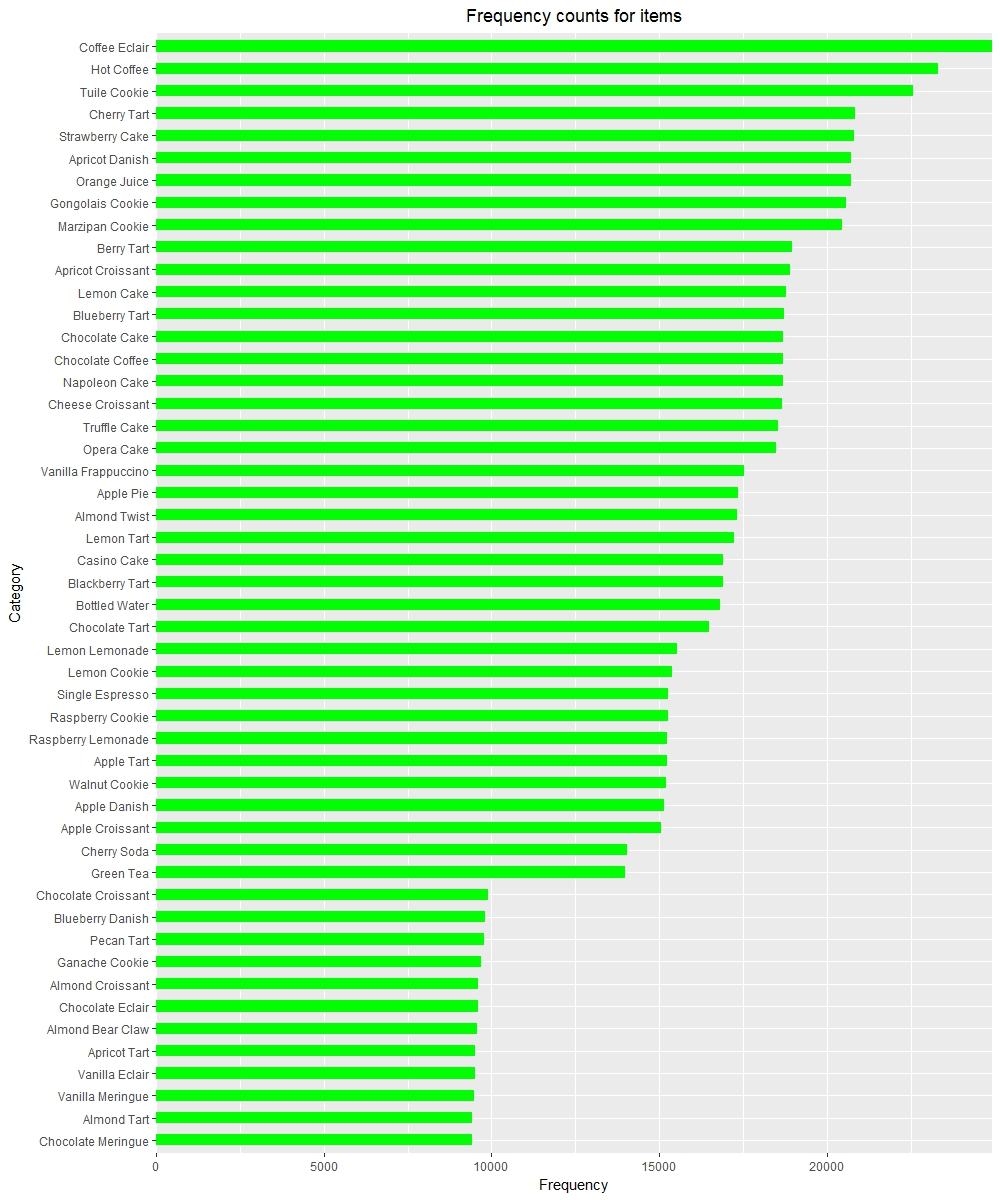 Frequency counts for items
Coffee Eclair
Hot Coffee
Tuile Cookie
Cherry Tart
Strawberry Cake
Apricot Danish
Orange Juice
Gongolais Cookie
Marzipan Cookie
Berry Tart
Apricot Croissant
Lemon Cake
Blueberry Tart
Chocolate Cake
Chocolate Coffee
Napoleon Cake
Cheese Croissant
Truffle Cake
Opera Cake
Vanilla Frappuccino
Apple Pie
Almond Twist
Lemon Tart
Casino Cake
Blackberry Tart
Bottled Water
Chocolate Tart
Lemon Lemonade
Lemon Cookie
Single Espresso
Raspberry Cookie
Raspberry Lemonade
Apple Tart
Walnut Cookie
Apple Danish
Apple Croissant
Cherry Soda
Green Tea
Chocolate Croissant
Blueberry Danish
Pecan Tart
Ganache Cookie
Almond Croissant
Chocolate Eclair
Almond Bear Claw
Apricot Tart
Vanilla Eclair
Vanilla Meringue
Almond Tart
Chocolate Meringue
Category
0 5000 10000 15000 20000
Frequency